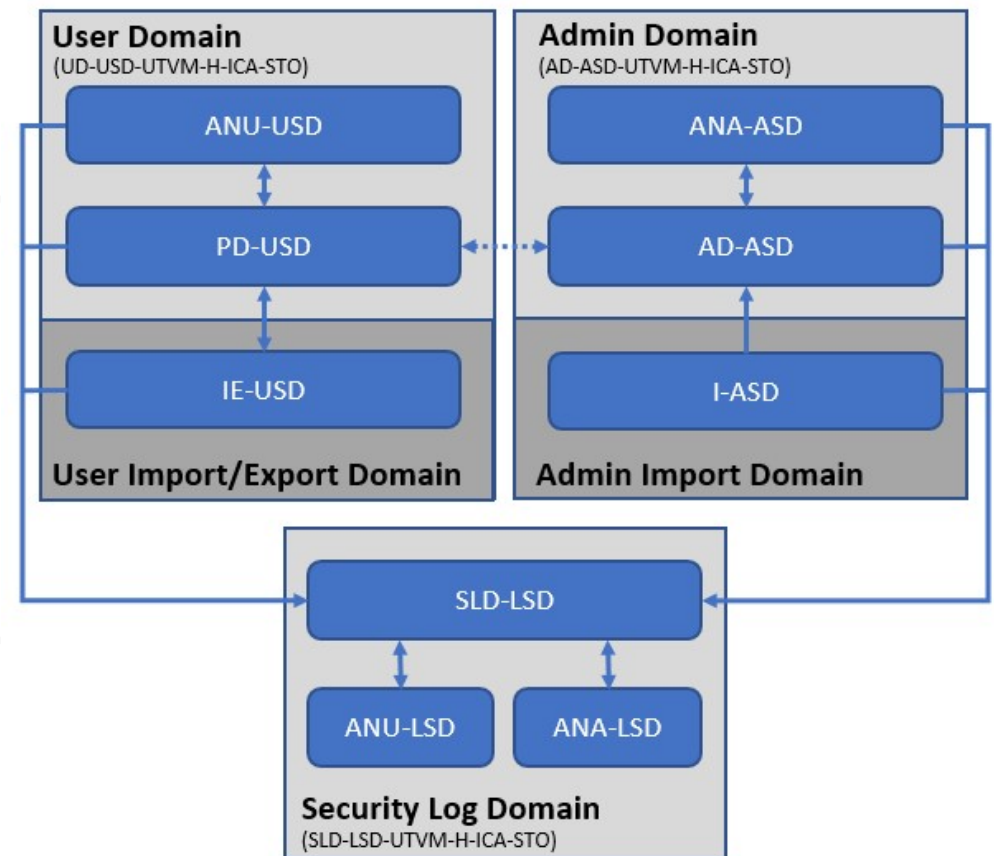 User Domain
(UD-USD-UTVM-H-ICA-STO)
ANU-USD
PD-USD
IE-USD
User Import/Export Domain
Admin Domain
(AD-ASD-UTVM-H-ICA-STO)
ANA-ASD
AD-ASD
I-ASD
Admin Import Domain
SLD-LSD
ANU-LSD
ANA-LSD
Security Log Domain
(SLD-LSD-UTVM-H-ICA-STO)